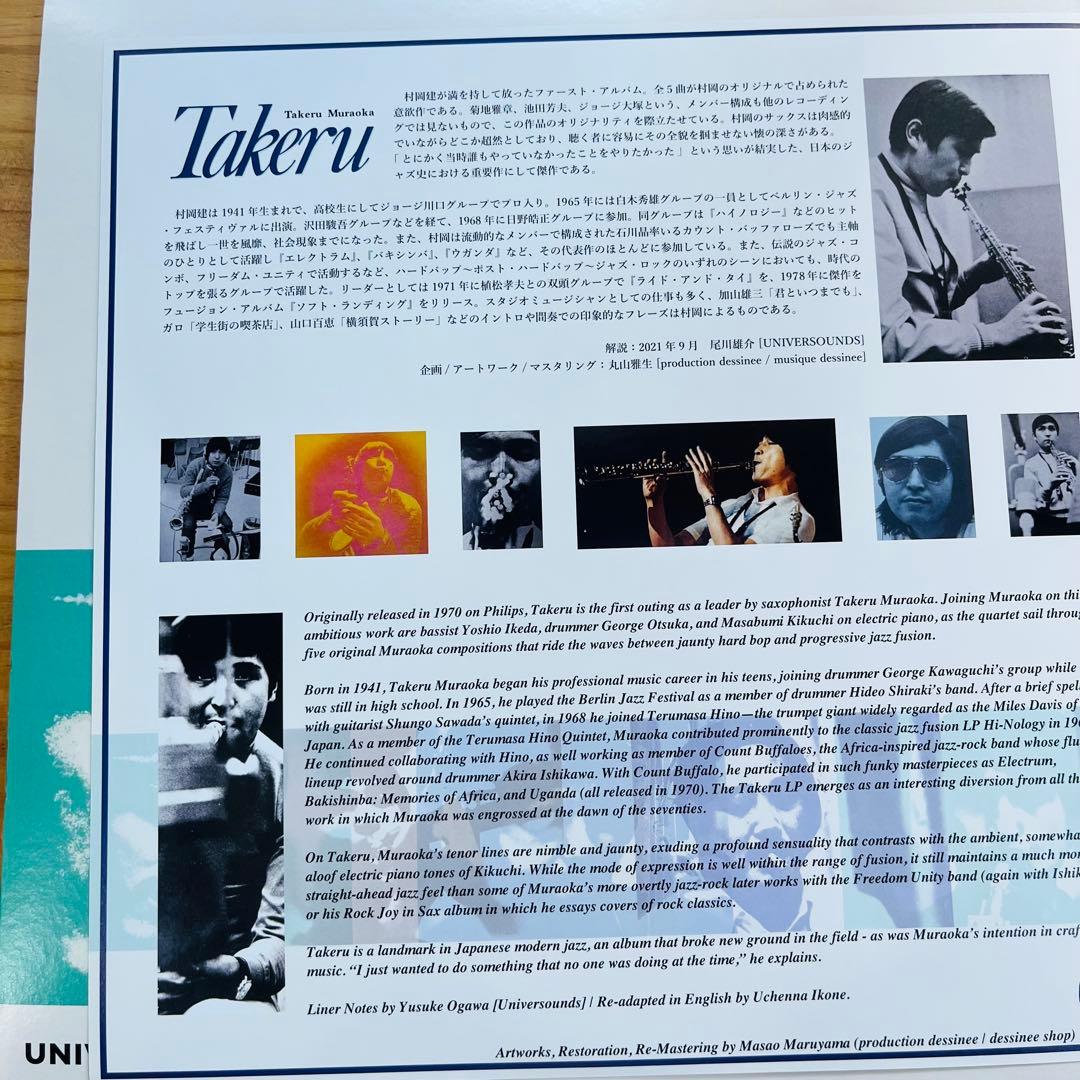 Takeru Muraoka
Takeru
村岡建が満を持して放ったファースト・アルバム。全5曲が村岡のオリジナルで占められた
意欲作である。菊地雅章、池田芳夫、ジョージ大塚という、メンバー構成も他のレコーディン
グでは見ないもので、この作品のオリジナリティを際立たせている。村岡のサックスは肉感的
でいながらどこか超然としており、聴く者に容易にその全貌を掴ませない懐の深さがある。
「とにかく当時誰もやっていなかったことをやりたかった」という思いが結実した、日本のジ
ャズ史における重要作にして傑作である。
村岡建は1941年生まれで、高校生にしてジョージ川口グループでプロ入り。1965年には白木秀雄グループの一員としてベルリン・ジャズ
・フェスティヴァルに出演。沢田駿吾グループなどを経て、1968年に日野皓正グループに参加。同グループは『ハイノロジー』などのヒット
を飛ばし一世を風靡、社会現象までになった。また、村岡は流動的なメンバーで構成された石川晶率いるカウント・バッファローズでも主軸
のひとりとして活躍し『エレクトラム』、『バキシンバ』、『ウガンダ』など、その代表作のほとんどに参加している。また、伝説のジャズ・コ
ンボ、フリーダム・ユニティで活動するなど、ハードバップ〜ポスト・ハードバップ〜ジャズ・ロックのいずれのシーンにおいても、時代の
トップを張るグループで活躍した。リーダーとしては1971年に植松孝夫との双頭グループで『ライド・アンド・タイ』を、1978年に傑作を
フュージョン・アルバム『ソフト・ランディング』をリリース。スタジオミュージシャンとしての仕事も多く、加山雄三「君といつまでも」、
ガロ「学生街の喫茶店」、山口百恵「横須賀ストーリー」などのイントロや間奏での印象的なフレーズは村岡によるものである。
解説：2021年9月 尾川雄介 [UNIVERSOUNDS]
企画 / アートワーク / マスタリング：丸山雅生 [production dessinee / musique dessinee]
Originally released in 1970 on Philips, Takeru is the first outing as a leader by saxophonist Takeru Muraoka. Joining Muraoka on thi
ambitious work are bassist Yoshio Ikeda, drummer George Otsuka, and Masabumi Kikuchi on electric piano, as the quartet sail throu
five original Muraoka compositions that ride the waves between jaunty hard bop and progressive jazz fusion.
Born in 1941, Takeru Muraoka began his professional music career in his teens, joining drummer George Kawaguchi's group while
was still in high school. In 1965, he played the Berlin Jazz Festival as a member of drummer Hideo Shiraki's band. After a brief spel
with guitarist Shungo Sawada's quintet, in 1968 he joined Terumasa Hino—the trumpet giant widely regarded as the Miles Davis of
Japan. As a member of the Terumasa Hino Quintet, Muraoka contributed prominently to the classic jazz fusion LP Hi-Nology in 19
He continued collaborating with Hino, as well working as member of Count Buffaloes, the Africa-inspired jazz-rock band whose flu
lineup revolved around drummer Akira Ishikawa. With Count Buffalo, he participated in such funky masterpieces as Electrum,
Bakishinba: Memories of Africa, and Uganda (all released in 1970). The Takeru LP emerges as an interesting diversion from all th
work in which Muraoka was engrossed at the dawn of the seventies.
On Takeru, Muraoka's tenor lines are nimble and jaunty, exuding a profound sensuality that contrasts with the ambient, somewha
aloof electric piano tones of Kikuchi. While the mode of expression is well within the range of fusion, it still maintains a much mor
straight-ahead jazz feel than some of Muraoka's more overtly jazz-rock later works with the Freedom Unity band (again with Ishik
or his Rock Joy in Sax album in which he essays covers of rock classics.
Takeru is a landmark in Japanese modern jazz, an album that broke new ground in the field - as was Muraoka's intention in craf
music. “I just wanted to do something that no one was doing at the time,” he explains.
Liner Notes by Yusuke Ogawa [Universounds] / Re-adapted in English by Uchenna Ikone.
Artworks, Restoration, Re-Mastering by Masao Maruyama (production dessinee / dessinee shop)
UNIV